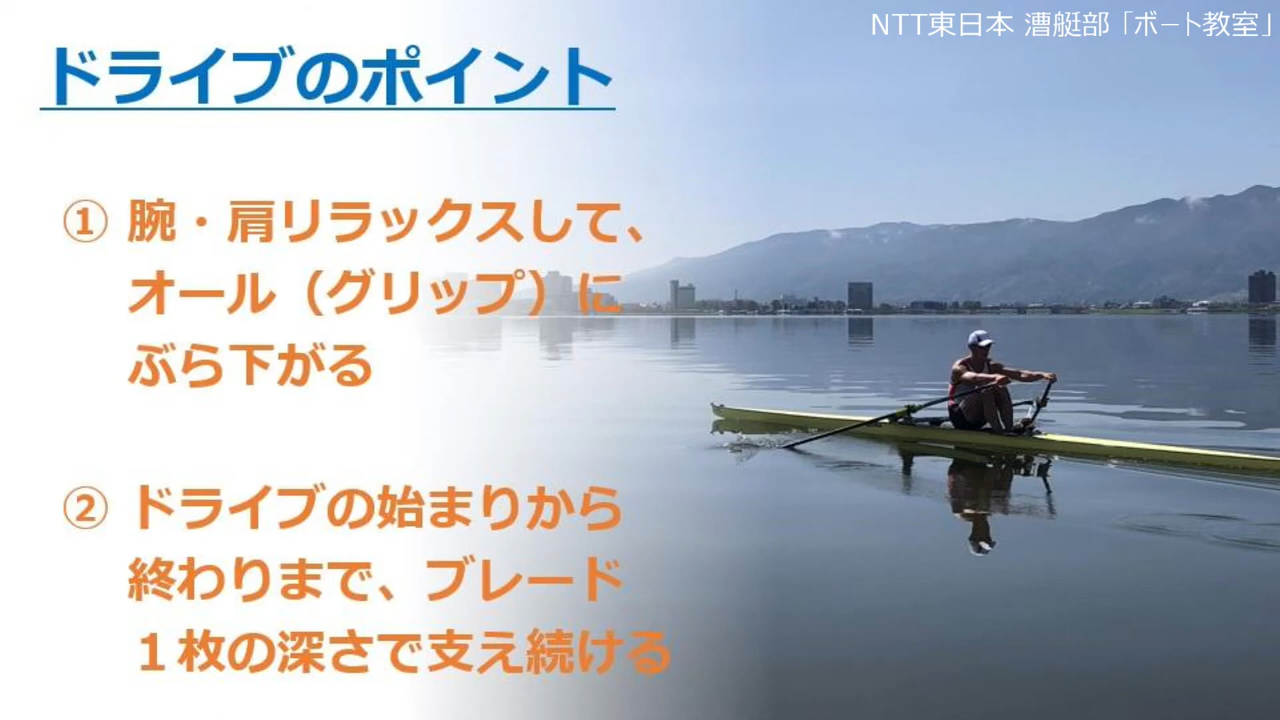 NTT東日本 漕艇部「ボート教室」
ドライブのポイント
① 腕・肩リラックスして、
オール（グリップ）に
ぶら下がる
② ドライブの始まりから
終わりまで、ブレード
１枚の深さで支え続ける